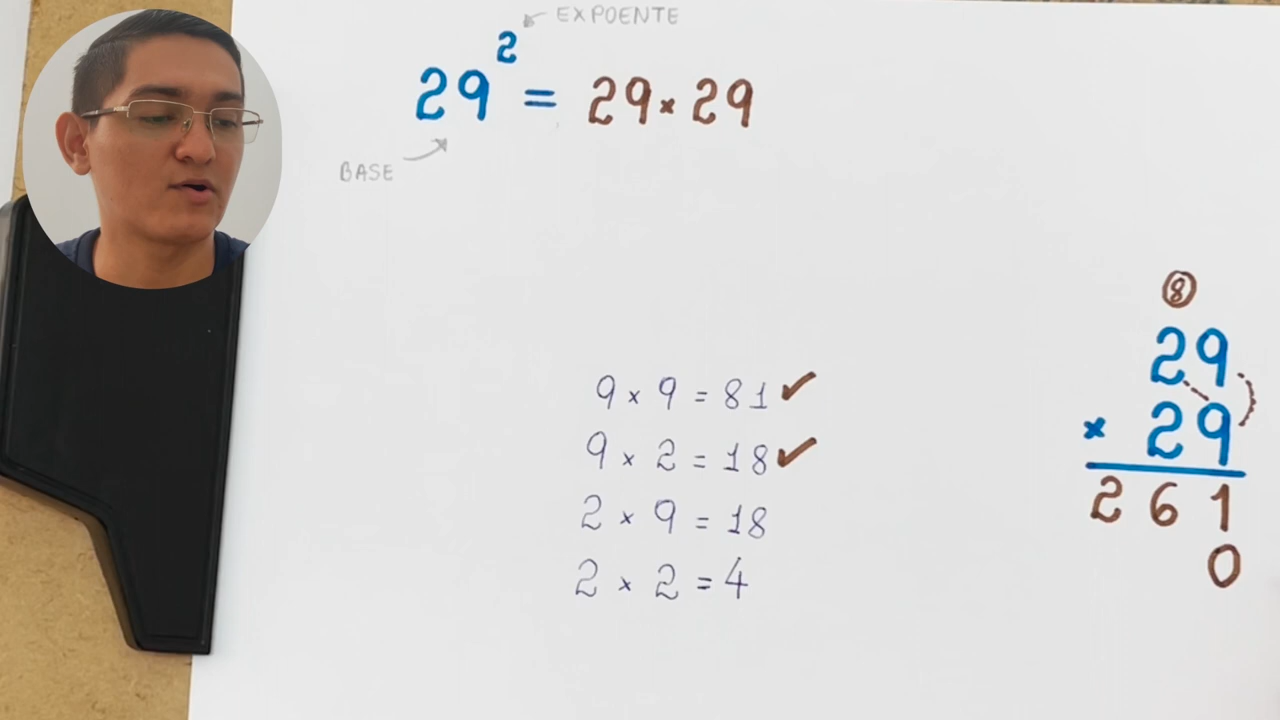 EXPOENTE
29² = 29 × 29
BASE
9 × 9 = 81 ✓
9 × 2 = 18 ✓
2 × 9 = 18
2 × 2 = 4
8
29
× 29
261
0